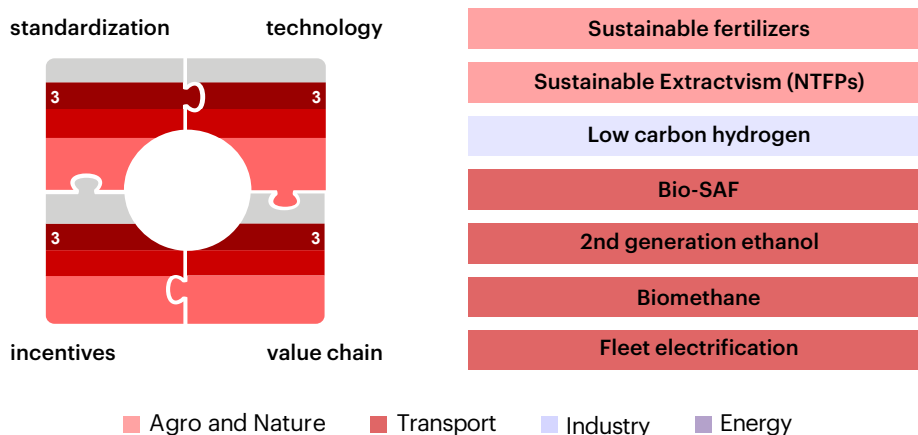 standardization
technology
3
3
3
3
incentives
value chain
Sustainable fertilizers
Sustainable Extractvism (NTFPs)
Low carbon hydrogen
Bio-SAF
2nd generation ethanol
Biomethane
Fleet electrification
Agro and Nature
Transport
Industry
Energy